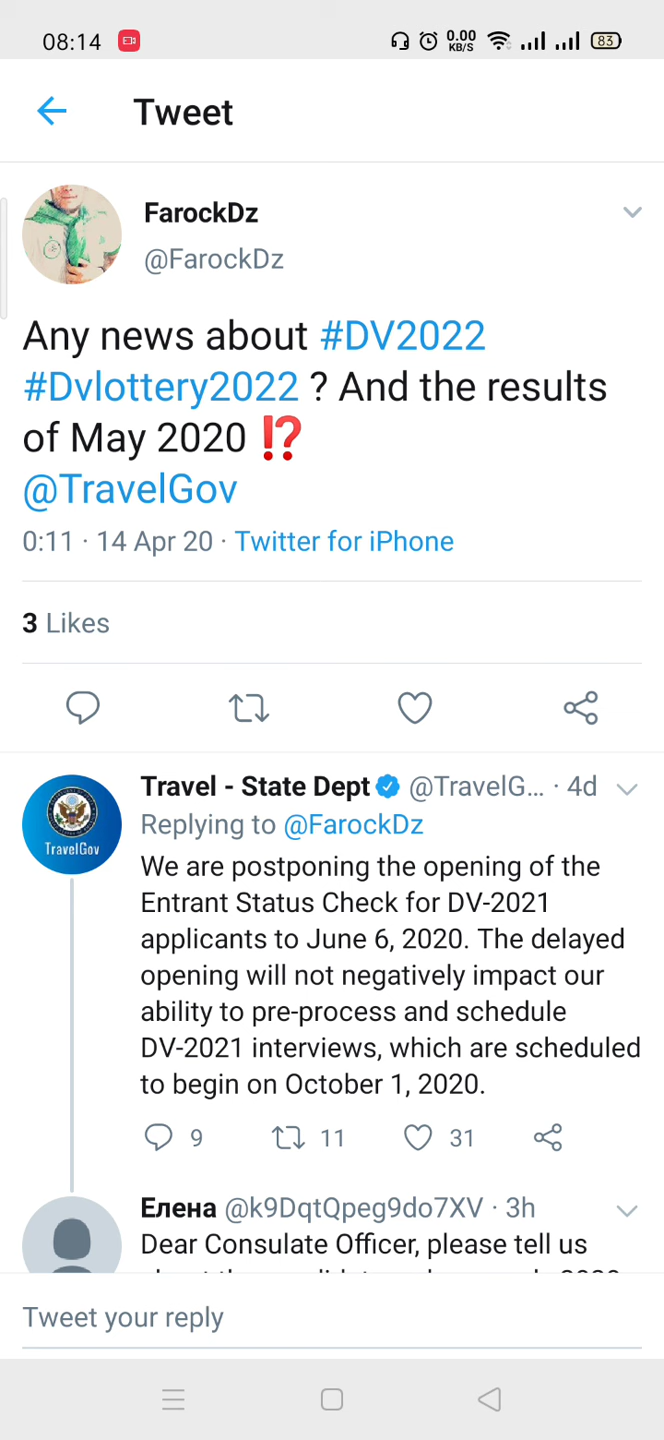 08:14
0.00
KB/S
83
Tweet
FarockDz
@FarockDz
Any news about #DV2022
#Dvlottery2022 ? And the results
of May 2020 ⁉️
@TravelGov
0:11 · 14 Apr 20 · Twitter for iPhone
3 Likes
Travel - State Dept @TravelG... · 4d
TravelGov
Replying to @FarockDz
We are postponing the opening of the
Entrant Status Check for DV-2021
applicants to June 6, 2020. The delayed
opening will not negatively impact our
ability to pre-process and schedule
DV-2021 interviews, which are scheduled
to begin on October 1, 2020.
9 11 31
Елена @k9DqtQpeg9do7XV · 3h
Dear Consulate Officer, please tell us
Tweet your reply